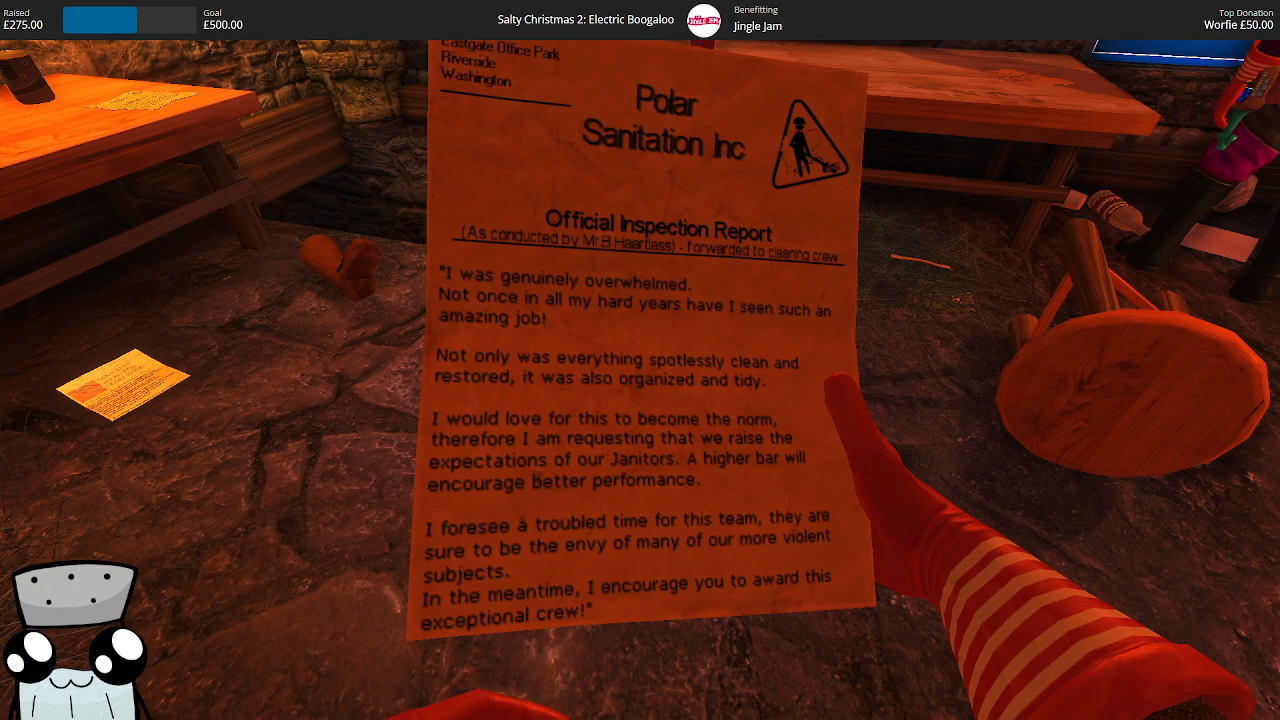 Raised
£275.00
Goal
£500.00
Salty Christmas 2: Electric Boogaloo
JINGLE JAM
Benefitting
Jingle Jam
Top Donation
Worfie £50.00
Eastgate Office Park
Riverside
Washington
Polar
Sanitation Inc
Official Inspection Report
(As conducted by Mr B Haartlass) - forwarded to cleaning crew
"I was genuinely overwhelmed.
Not once in all my hard years have I seen such an
amazing job!
Not only was everything spotlessly clean and
restored, it was also organized and tidy.
I would love for this to become the norm,
therefore I am requesting that we raise the
expectations of our Janitors. A higher bar will
encourage better performance.
I foresee a troubled time for this team, they are
sure to be the envy of many of our more violent
subjects.
In the meantime, I encourage you to award this
exceptional crew!"